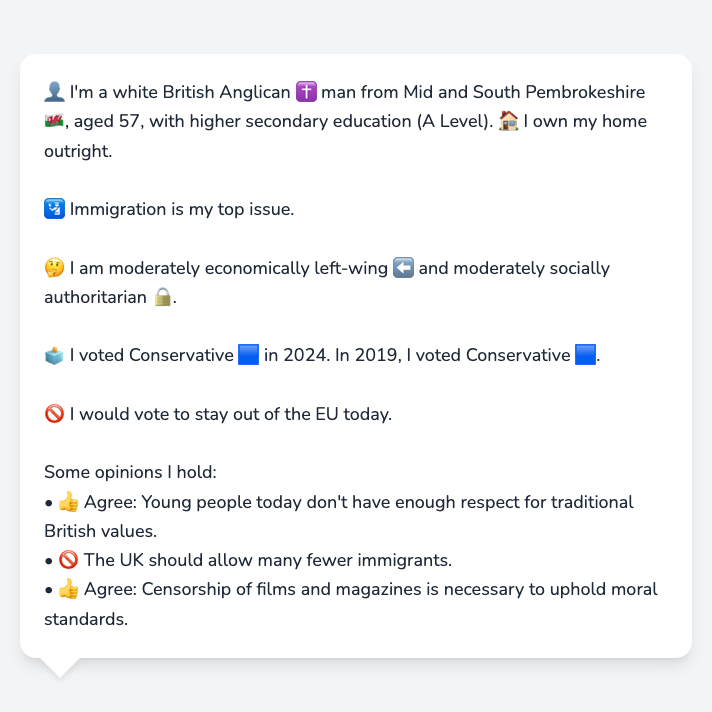 👤 I'm a white British Anglican ✝️ man from Mid and South Pembrokeshire
🏴󠁧󠁢󠁷󠁬󠁳󠁿, aged 57, with higher secondary education (A Level). 🏠 I own my home
outright.
🛂 Immigration is my top issue.
🤔 I am moderately economically left-wing ⬅️ and moderately socially
authoritarian 🔒.
🗳️ I voted Conservative 🟦 in 2024. In 2019, I voted Conservative 🟦.
🚫 I would vote to stay out of the EU today.
Some opinions I hold:
• 👍 Agree: Young people today don't have enough respect for traditional
British values.
• 🚫 The UK should allow many fewer immigrants.
• 👍 Agree: Censorship of films and magazines is necessary to uphold moral
standards.